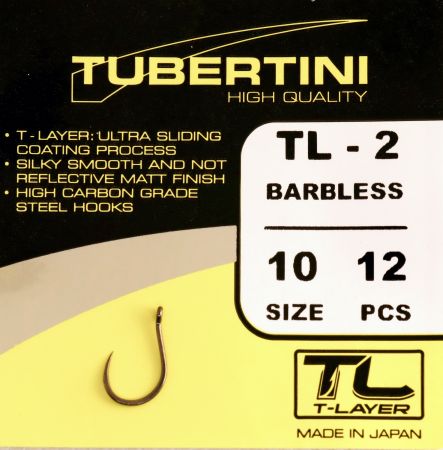 TUBERTINI
HIGH QUALITY
• T-LAYER: ULTRA SLIDING
COATING PROCESS
• SILKY SMOOTH AND NOT
REFLECTIVE MATT FINISH
• HIGH CARBON GRADE
STEEL HOOKS
TL - 2
BARBLESS
10 12
SIZE PCS
TL
T-LAYER
MADE IN JAPAN